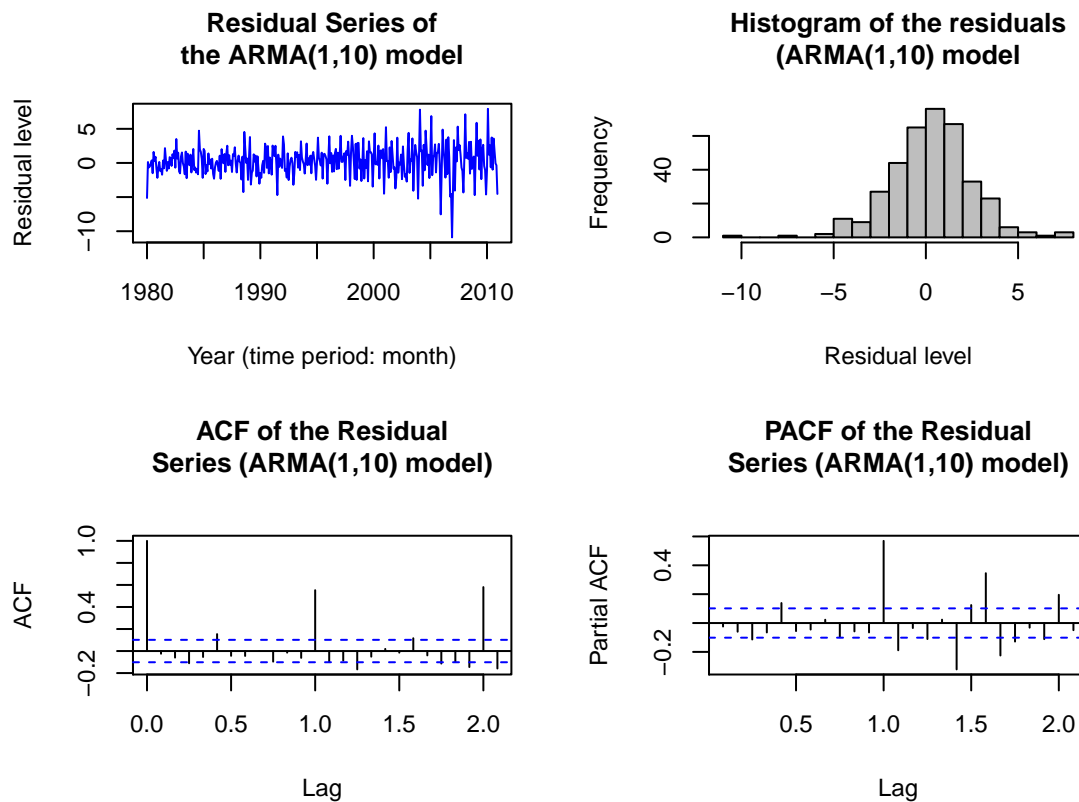 Residual Series of
the ARMA(1,10) model
Residual level
5
0
−10
1980
1990
2000
2010
Year (time period: month)
Histogram of the residuals
(ARMA(1,10) model
Frequency
40
0
−10
−5
0
5
Residual level
ACF of the Residual
Series (ARMA(1,10) model)
ACF
1.0
0.4
−0.2
0.0
0.5
1.0
1.5
2.0
Lag
PACF of the Residual
Series (ARMA(1,10) model)
Partial ACF
0.4
−0.2
0.5
1.0
1.5
2.0
Lag